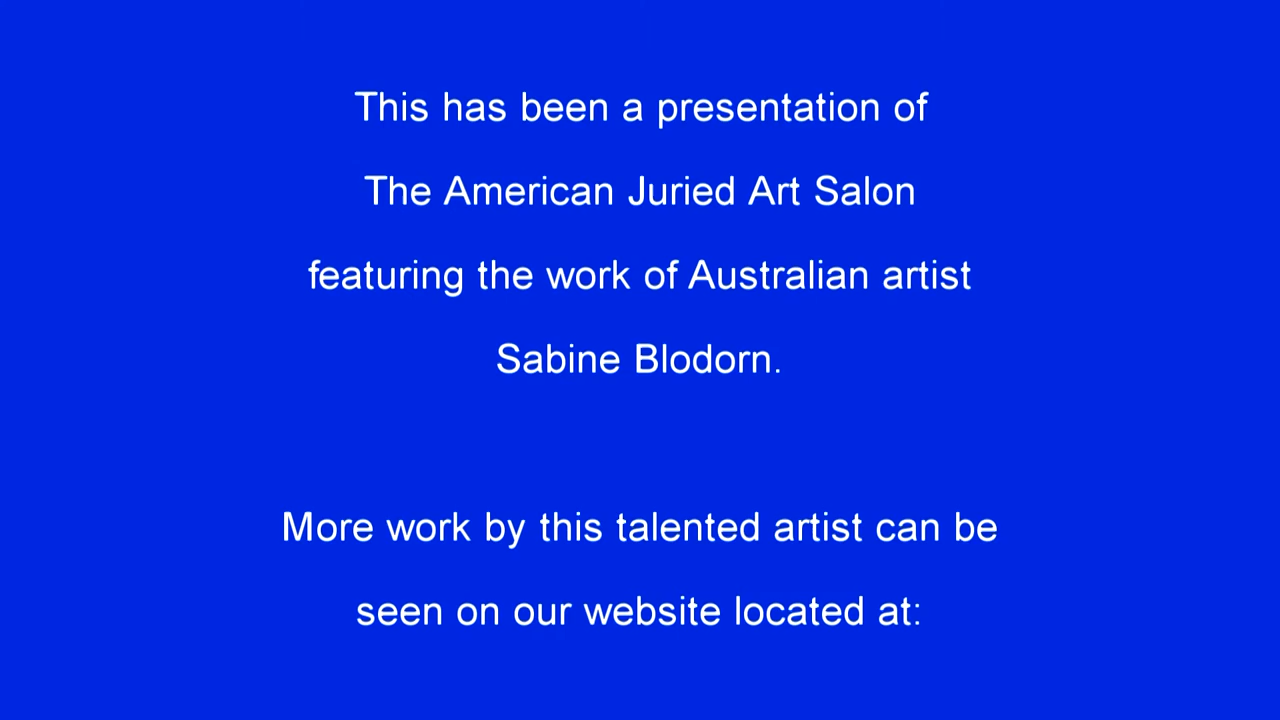 This has been a presentation of
The American Juried Art Salon
featuring the work of Australian artist
Sabine Blodorn.
More work by this talented artist can be
seen on our website located at: